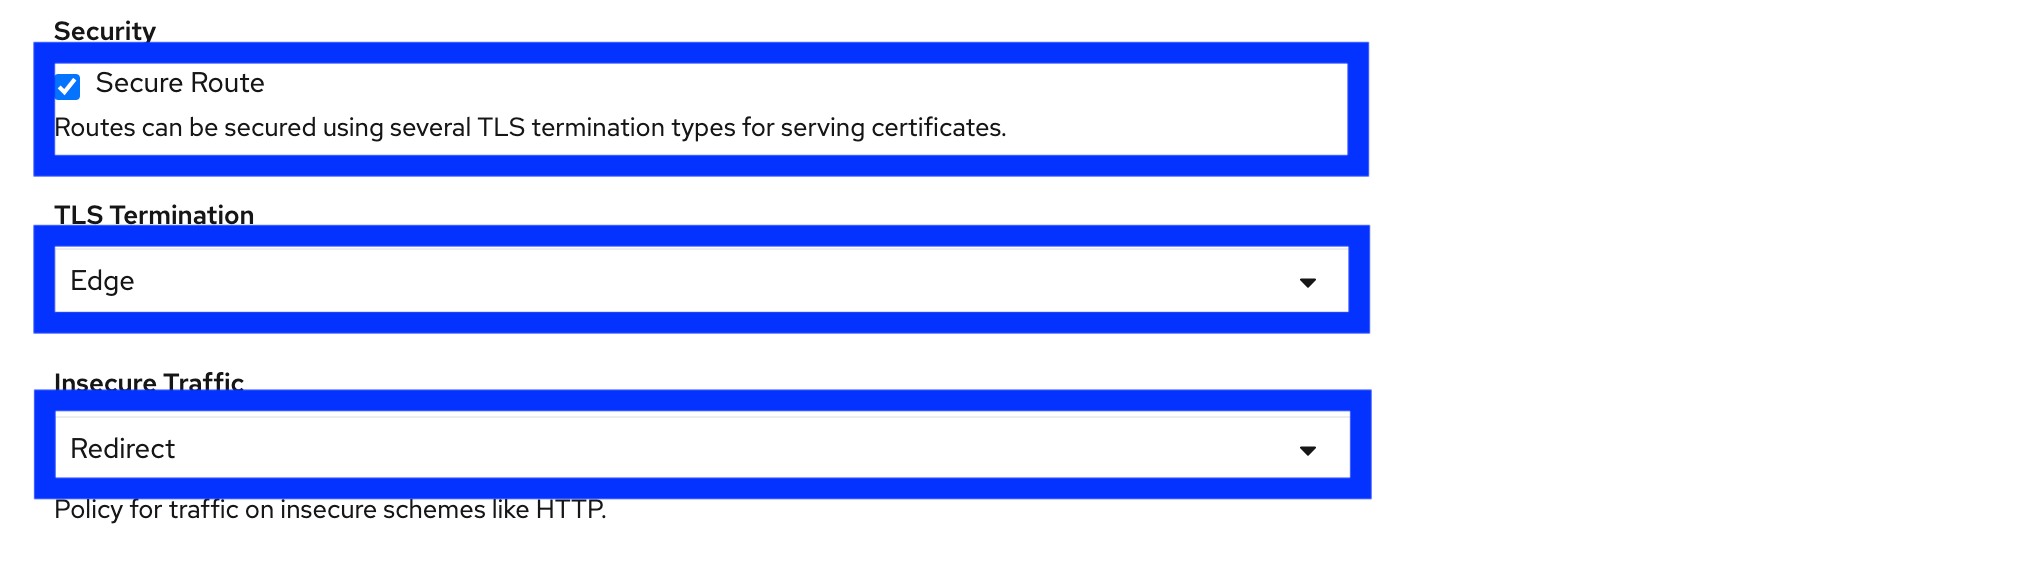 Security
Secure Route
Routes can be secured using several TLS termination types for serving certificates.
TLS Termination
Edge
Insecure Traffic
Redirect
Policy for traffic on insecure schemes like HTTP.